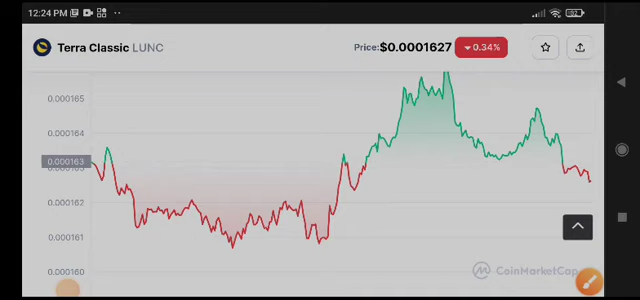 12:24 PM
Terra Classic LUNC Price:$0.0001627 0.34%
0.000165
0.000164
0.000163
0.000162
0.000161
0.000160
CoinMarketCap